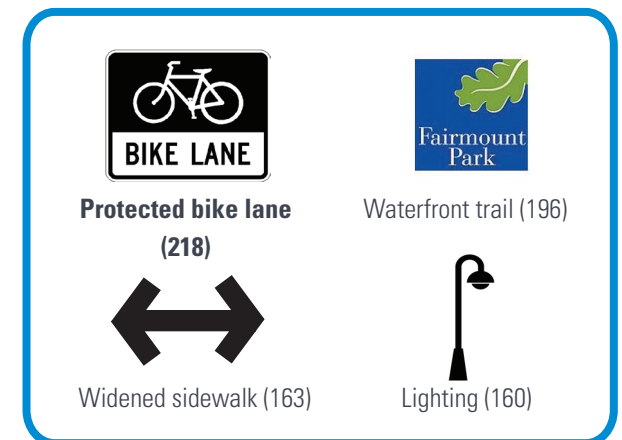 BIKE LANE
Fairmount
Park
Protected bike lane
(218)
Waterfront trail (196)
Widened sidewalk (163)
Lighting (160)